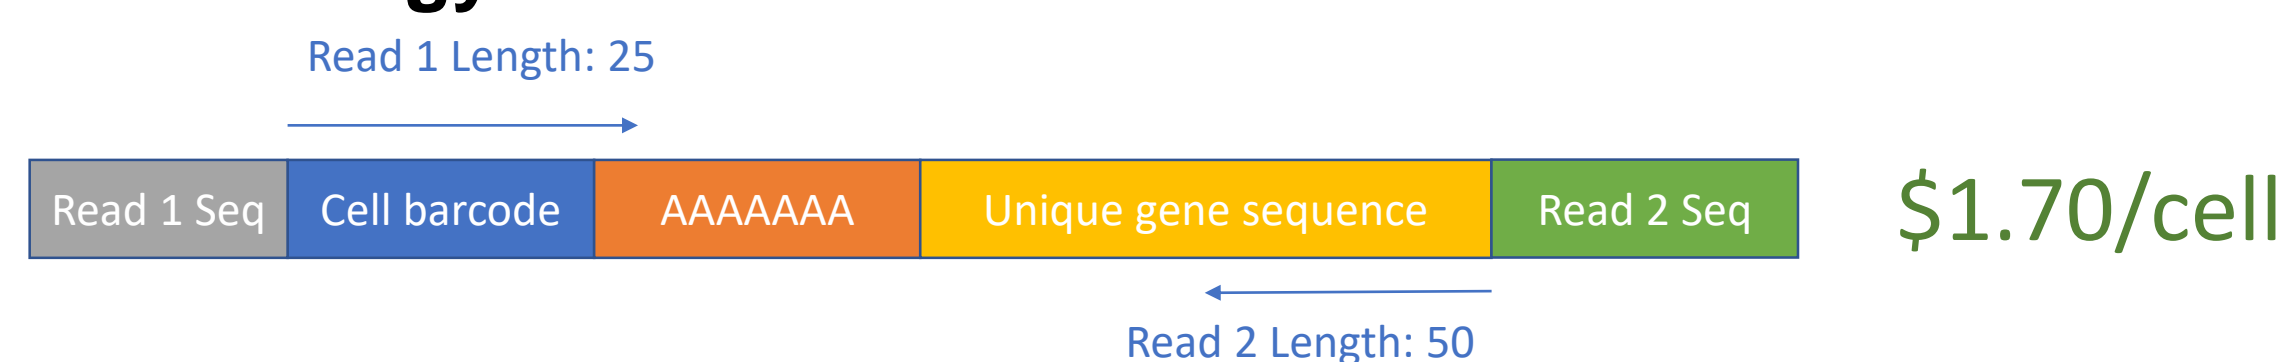 Read 1 Length: 25
Read 1 Seq Cell barcode AAAAAAA Unique gene sequence Read 2 Seq $1.70/cell
Read 2 Length: 50